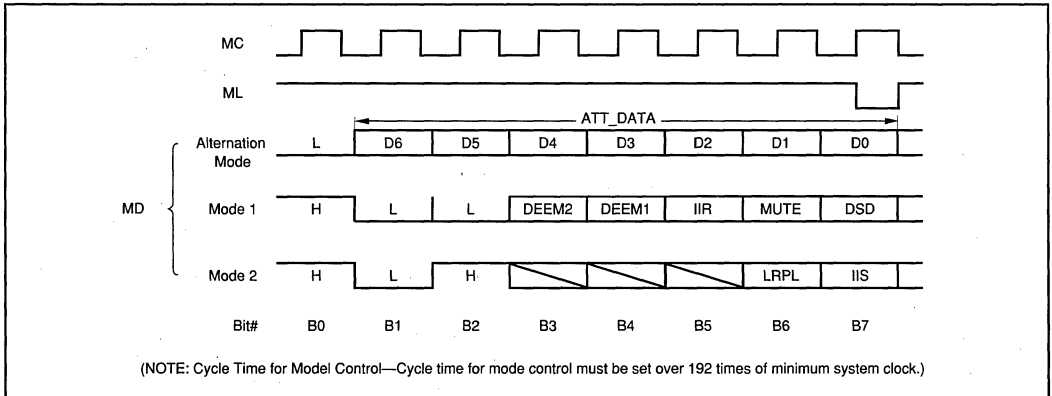 MC
ML
ATT_DATA
Alternation Mode L D6 D5 D4 D3 D2 D1 D0
MD Mode 1 H L L DEEM2 DEEM1 IIR MUTE DSD
Mode 2 H L H LRPL IIS
Bit# B0 B1 B2 B3 B4 B5 B6 B7
(NOTE: Cycle Time for Model Control—Cycle time for mode control must be set over 192 times of minimum system clock.)